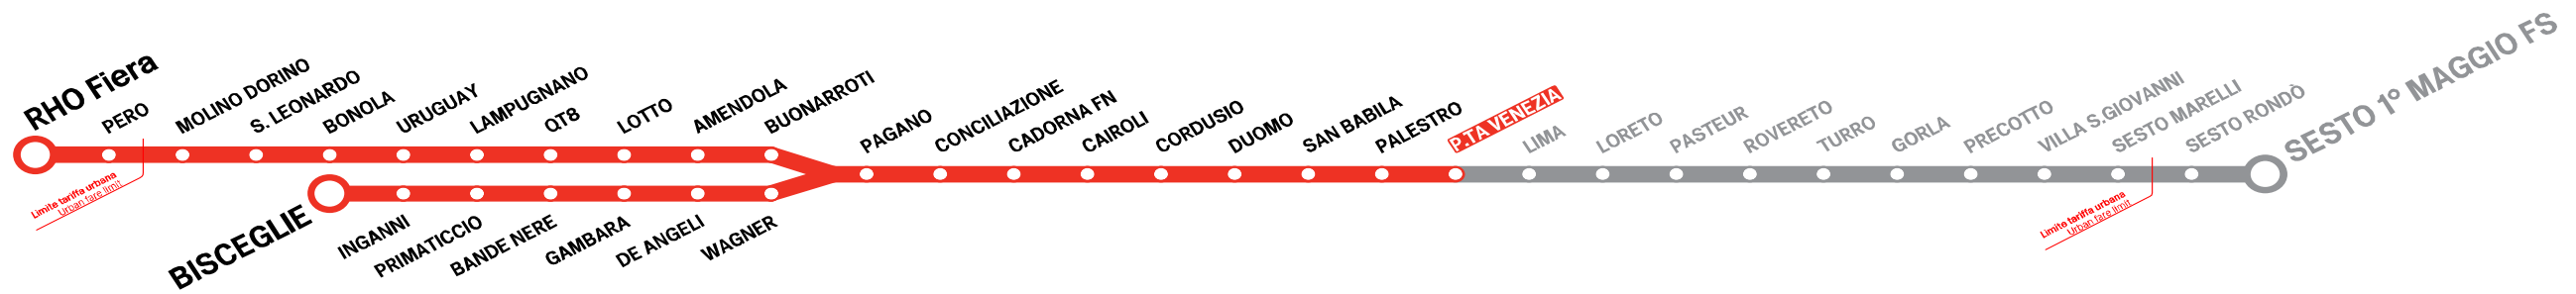 RHO Fiera
PERO
MOLINO DORINO
S. LEONARDO
BONOLA
URUGUAY
LAMPUGNANO
QT8
LOTTO
AMENDOLA
BUONARROTI
PAGANO
CONCILIAZIONE
CADORNA FN
CAIROLI
CORDUSIO
DUOMO
SAN BABILA
PALESTRO
P.TA VENEZIA
LIMA
LORETO
PASTEUR
ROVERETO
TURRO
GORLA
PRECOTTO
VILLA S.GIOVANNI
SESTO MARELLI
SESTO RONDÒ
SESTO 1° MAGGIO FS
Limite tariffa urbana
Urban fare limit
BISCEGLIE
INGANNI
PRIMATICCIO
BANDE NERE
GAMBARA
DE ANGELI
WAGNER
Limite tariffa urbana
Urban fare limit